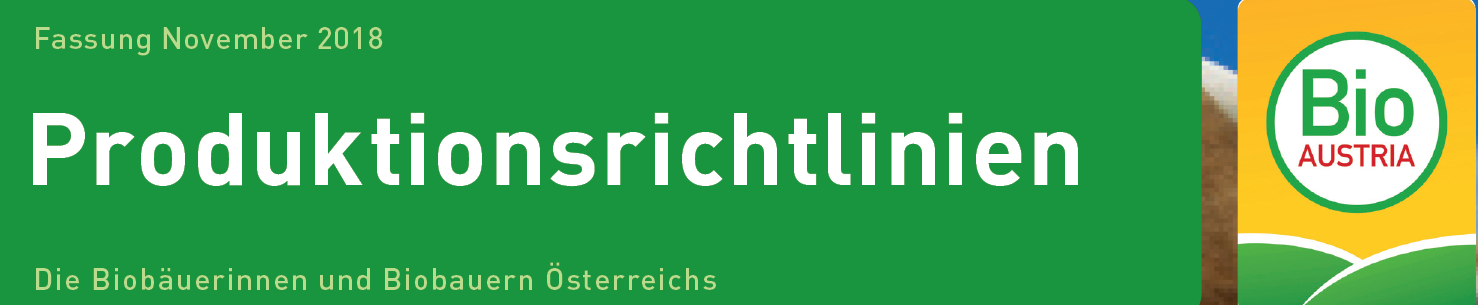 Fassung November 2018
Produktionsrichtlinien
Die Biobäuerinnen und Biobauern Österreichs
Bio
AUSTRIA